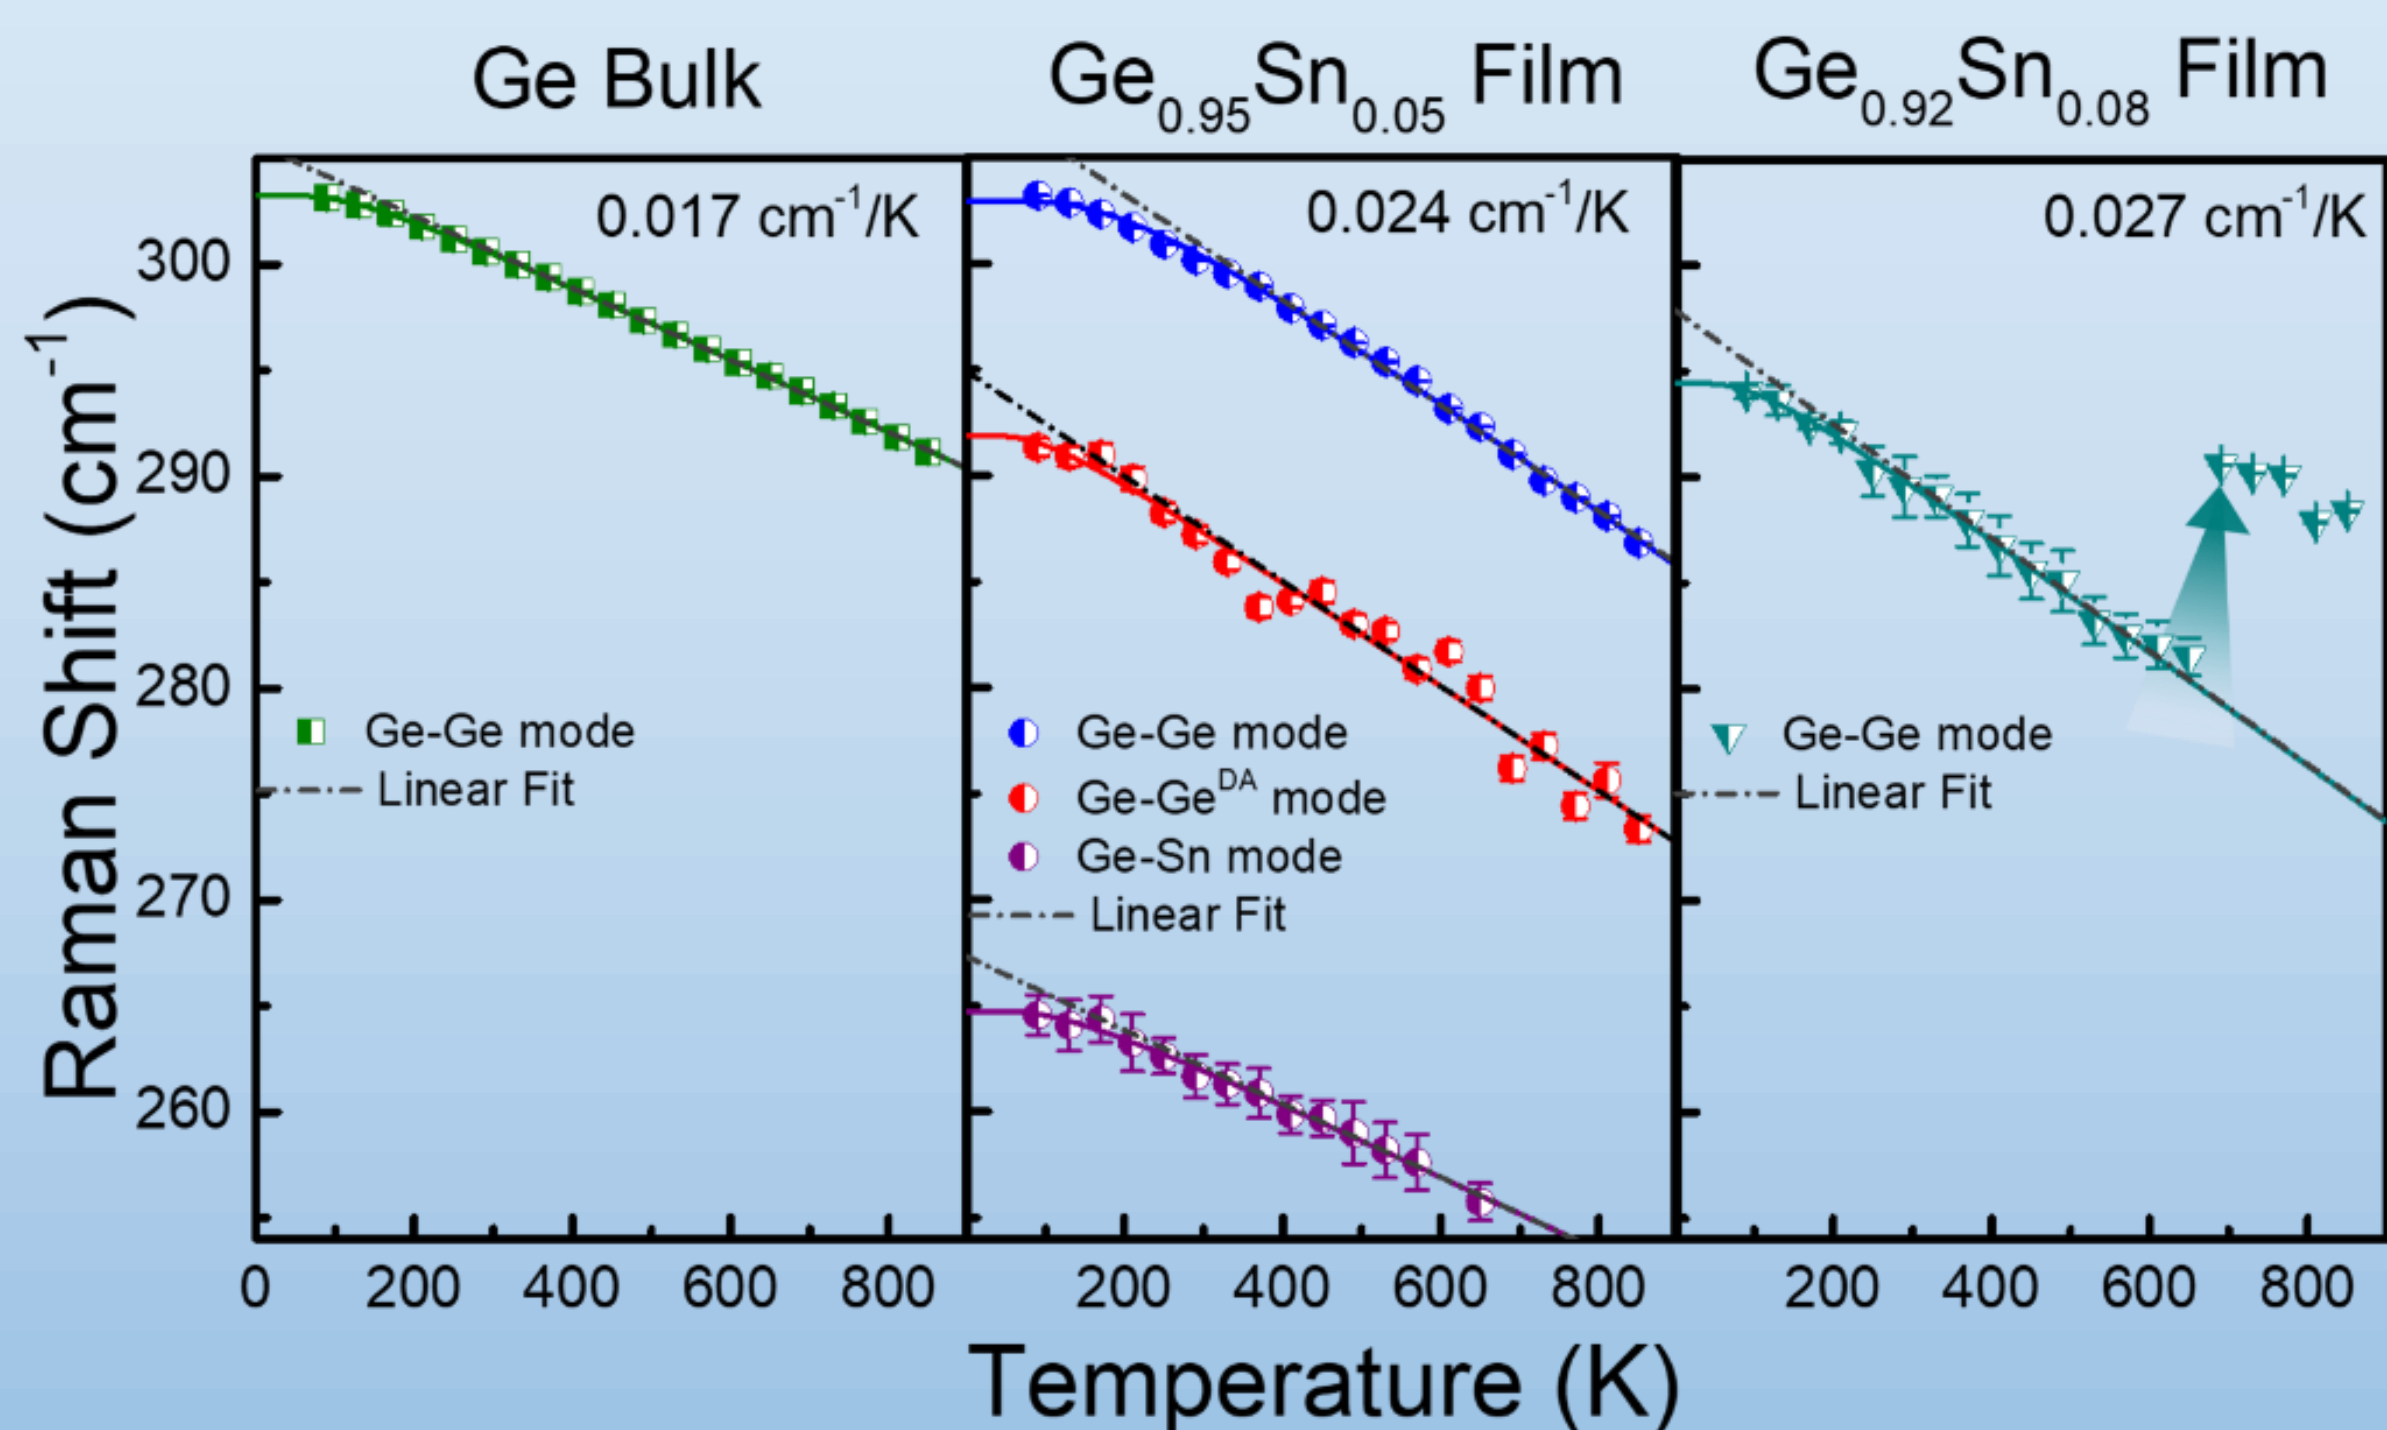 Ge Bulk
Ge0.95Sn0.05 Film
Ge0.92Sn0.08 Film
0.017 cm-1/K
0.024 cm-1/K
0.027 cm-1/K
Raman Shift (cm-1)
300
290
280
270
260
Ge-Ge mode
Linear Fit
Ge-Ge mode
Ge-GeDA mode
Ge-Sn mode
Linear Fit
Ge-Ge mode
Linear Fit
0 200 400 600 800
200 400 600 800
200 400 600 800
Temperature (K)